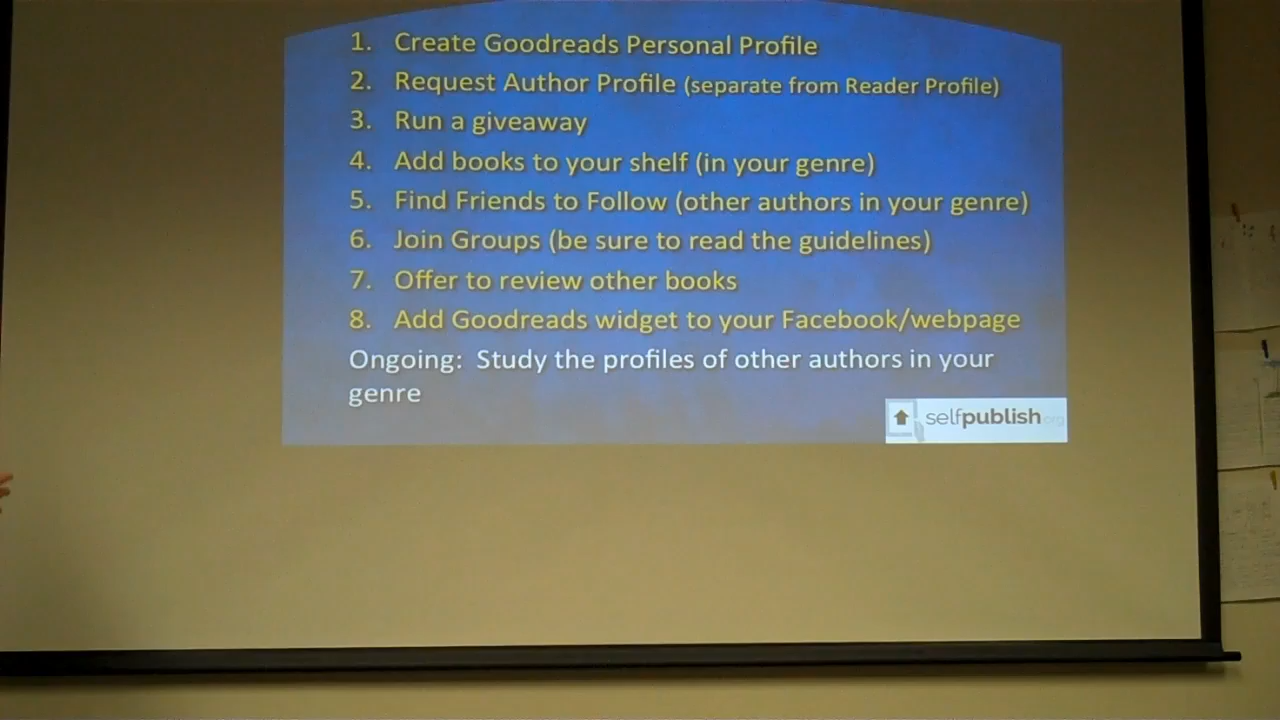 1. Create Goodreads Personal Profile
2. Request Author Profile (separate from Reader Profile)
3. Run a giveaway
4. Add books to your shelf (in your genre)
5. Find Friends to Follow (other authors in your genre)
6. Join Groups (be sure to read the guidelines)
7. Offer to review other books
8. Add Goodreads widget to your Facebook/webpage
Ongoing: Study the profiles of other authors in your
genre
selfpublish.org